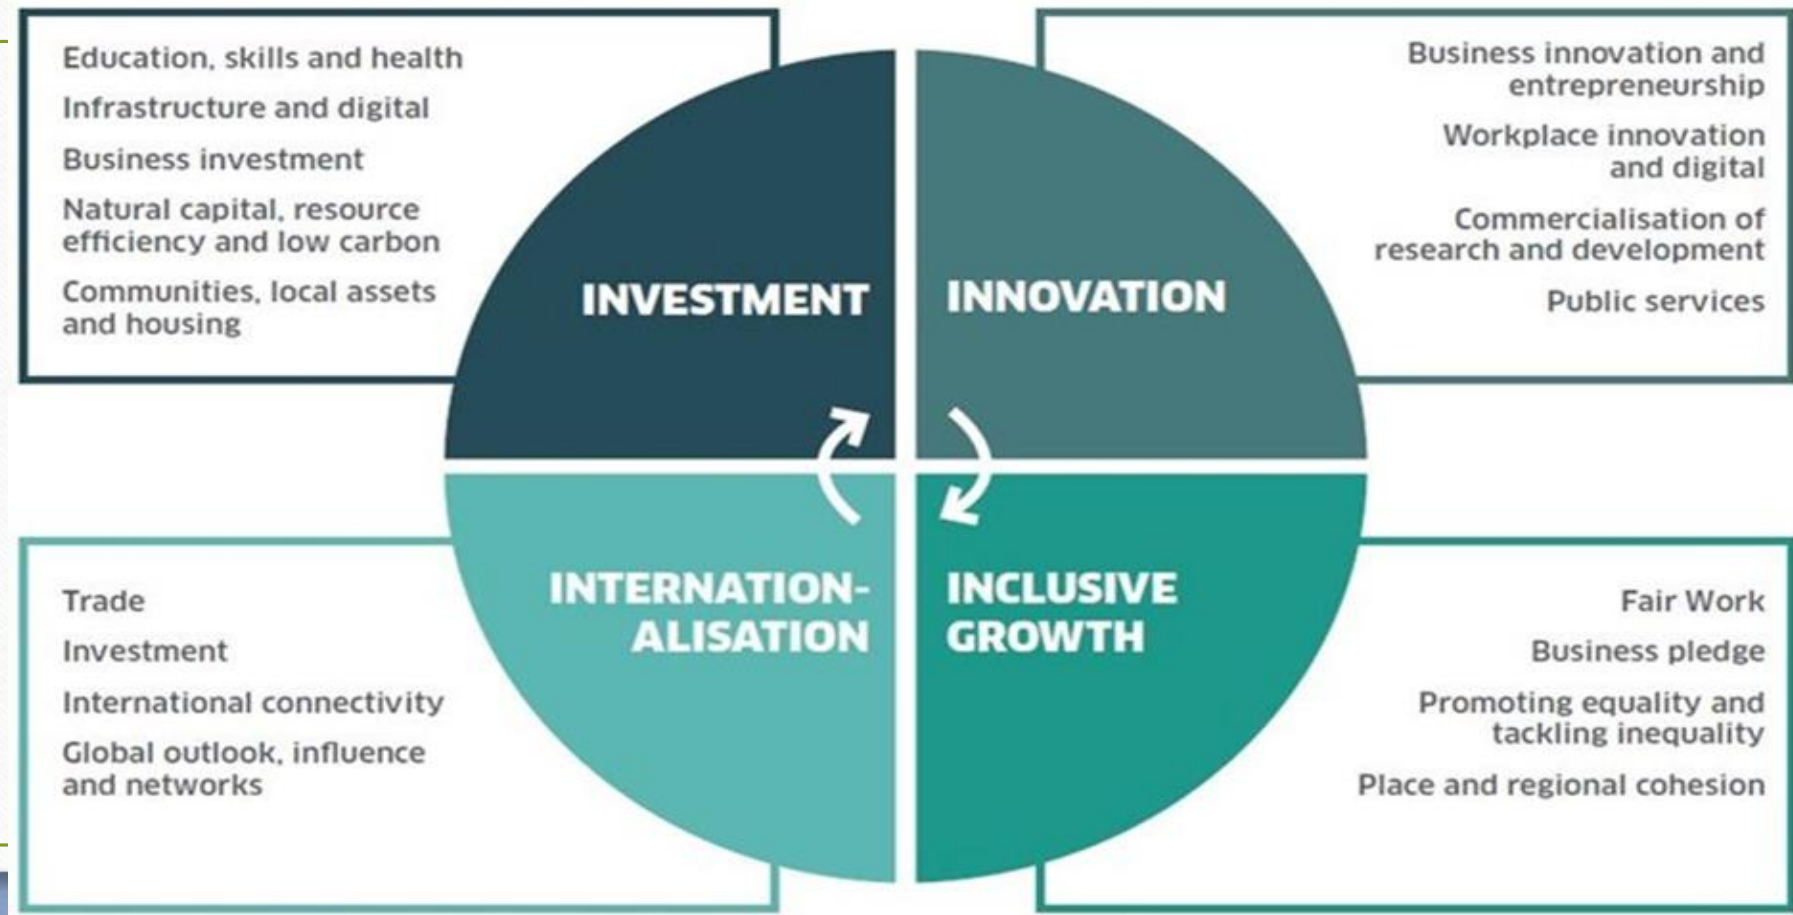 Education, skills and health
Infrastructure and digital
Business investment
Natural capital, resource
efficiency and low carbon
Communities, local assets
and housing
INVESTMENT
INNOVATION
Business innovation and
entrepreneurship
Workplace innovation
and digital
Commercialisation of
research and development
Public services
Trade
Investment
International connectivity
Global outlook, influence
and networks
INTERNATION-
ALISATION
INCLUSIVE
GROWTH
Fair Work
Business pledge
Promoting equality and
tackling inequality
Place and regional cohesion